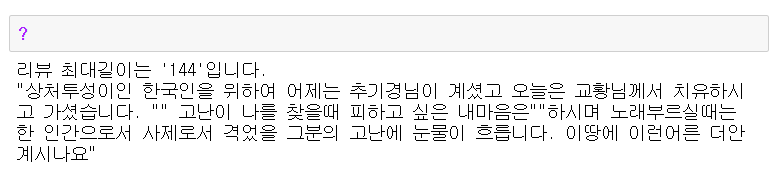 ?
리뷰 최대길이는 '144'입니다.
"상처투성이인 한국인을 위하여 어제는 추기경님이 계셨고 오늘은 교황님께서 치유하시
고 가셨습니다. "" 고난이 나를 찾을때 피하고 싶은 내마음은""하시며 노래부르실때는
한 인간으로서 사제로서 격었을 그분의 고난에 눈물이 흐릅니다. 이땅에 이런어른 더안
계시나요"